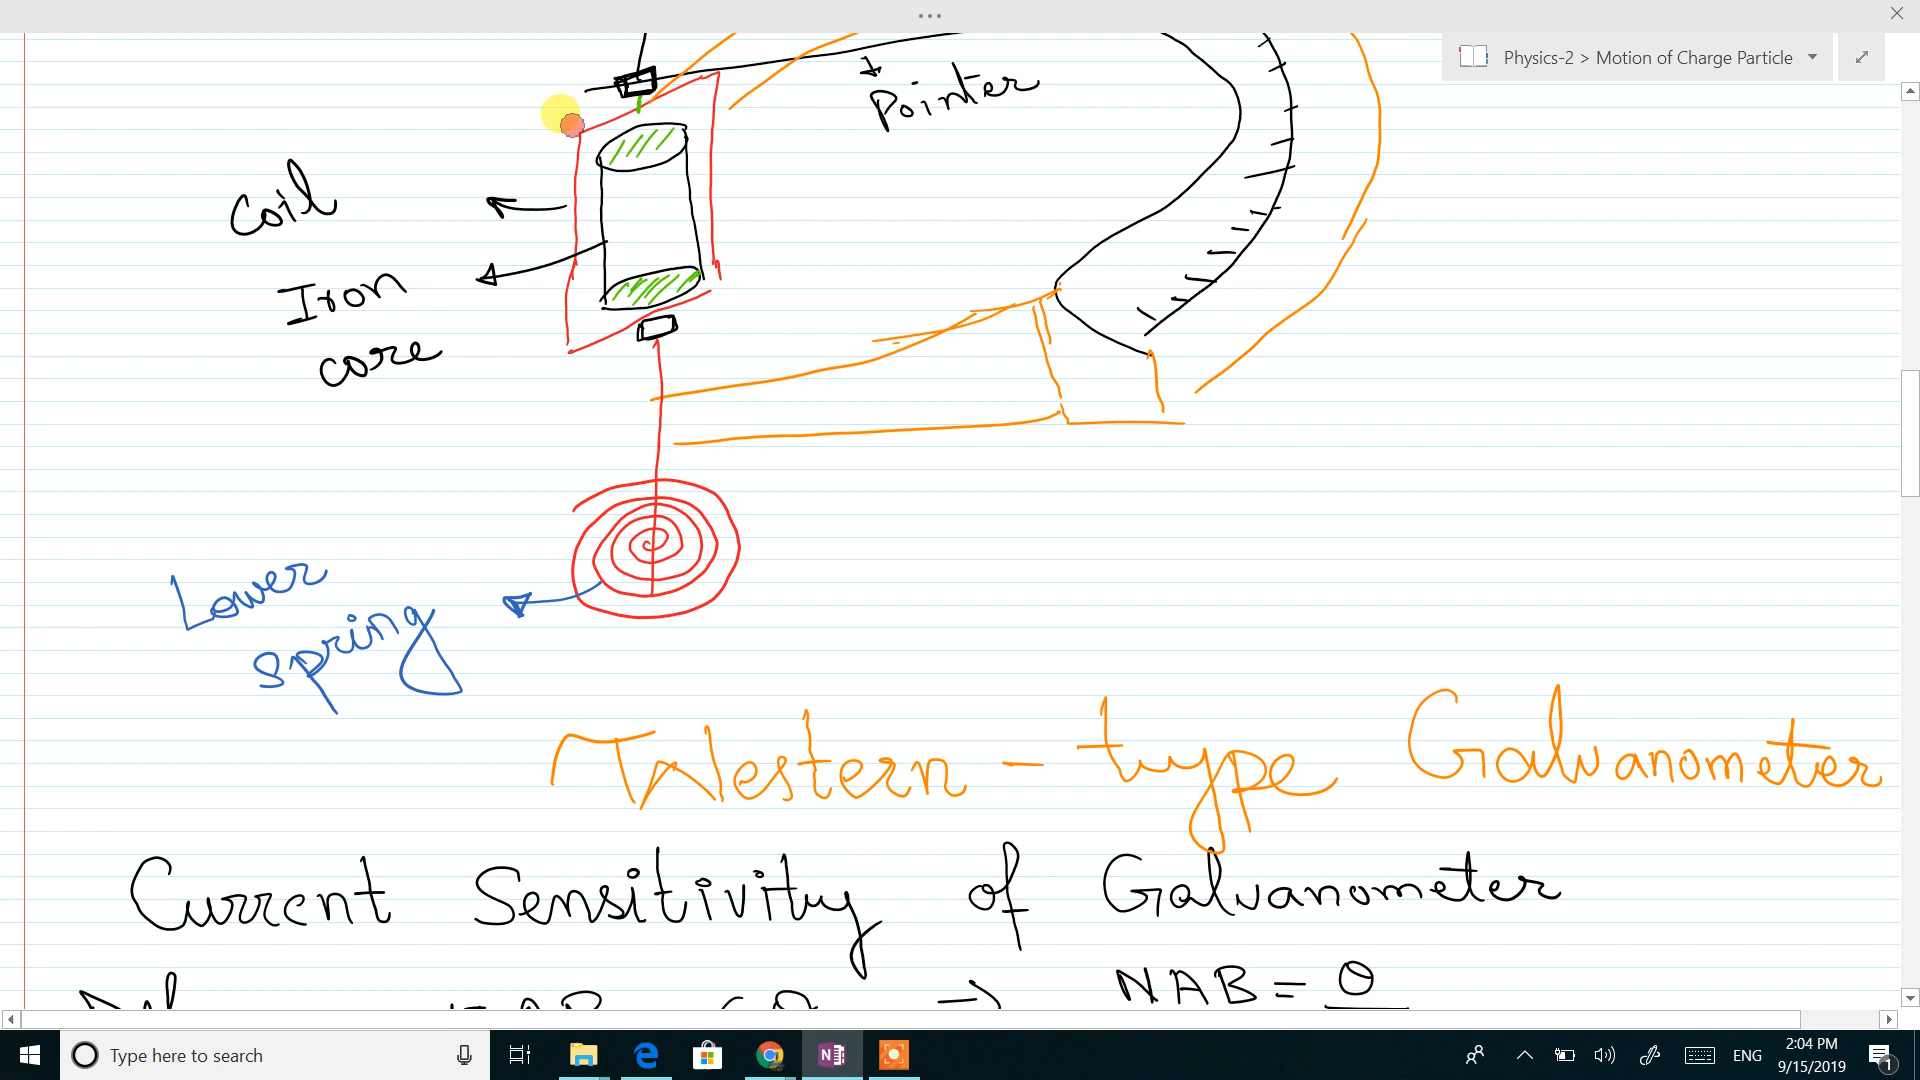 Physics-2 > Motion of Charge Particle
Pointer
Coil
Iron
core
Lower
spring
Western - type Galvanometer
Current Sensitivity of Galvanometer
NAB = θ
Type here to search
ENG
2:04 PM
9/15/2019
1